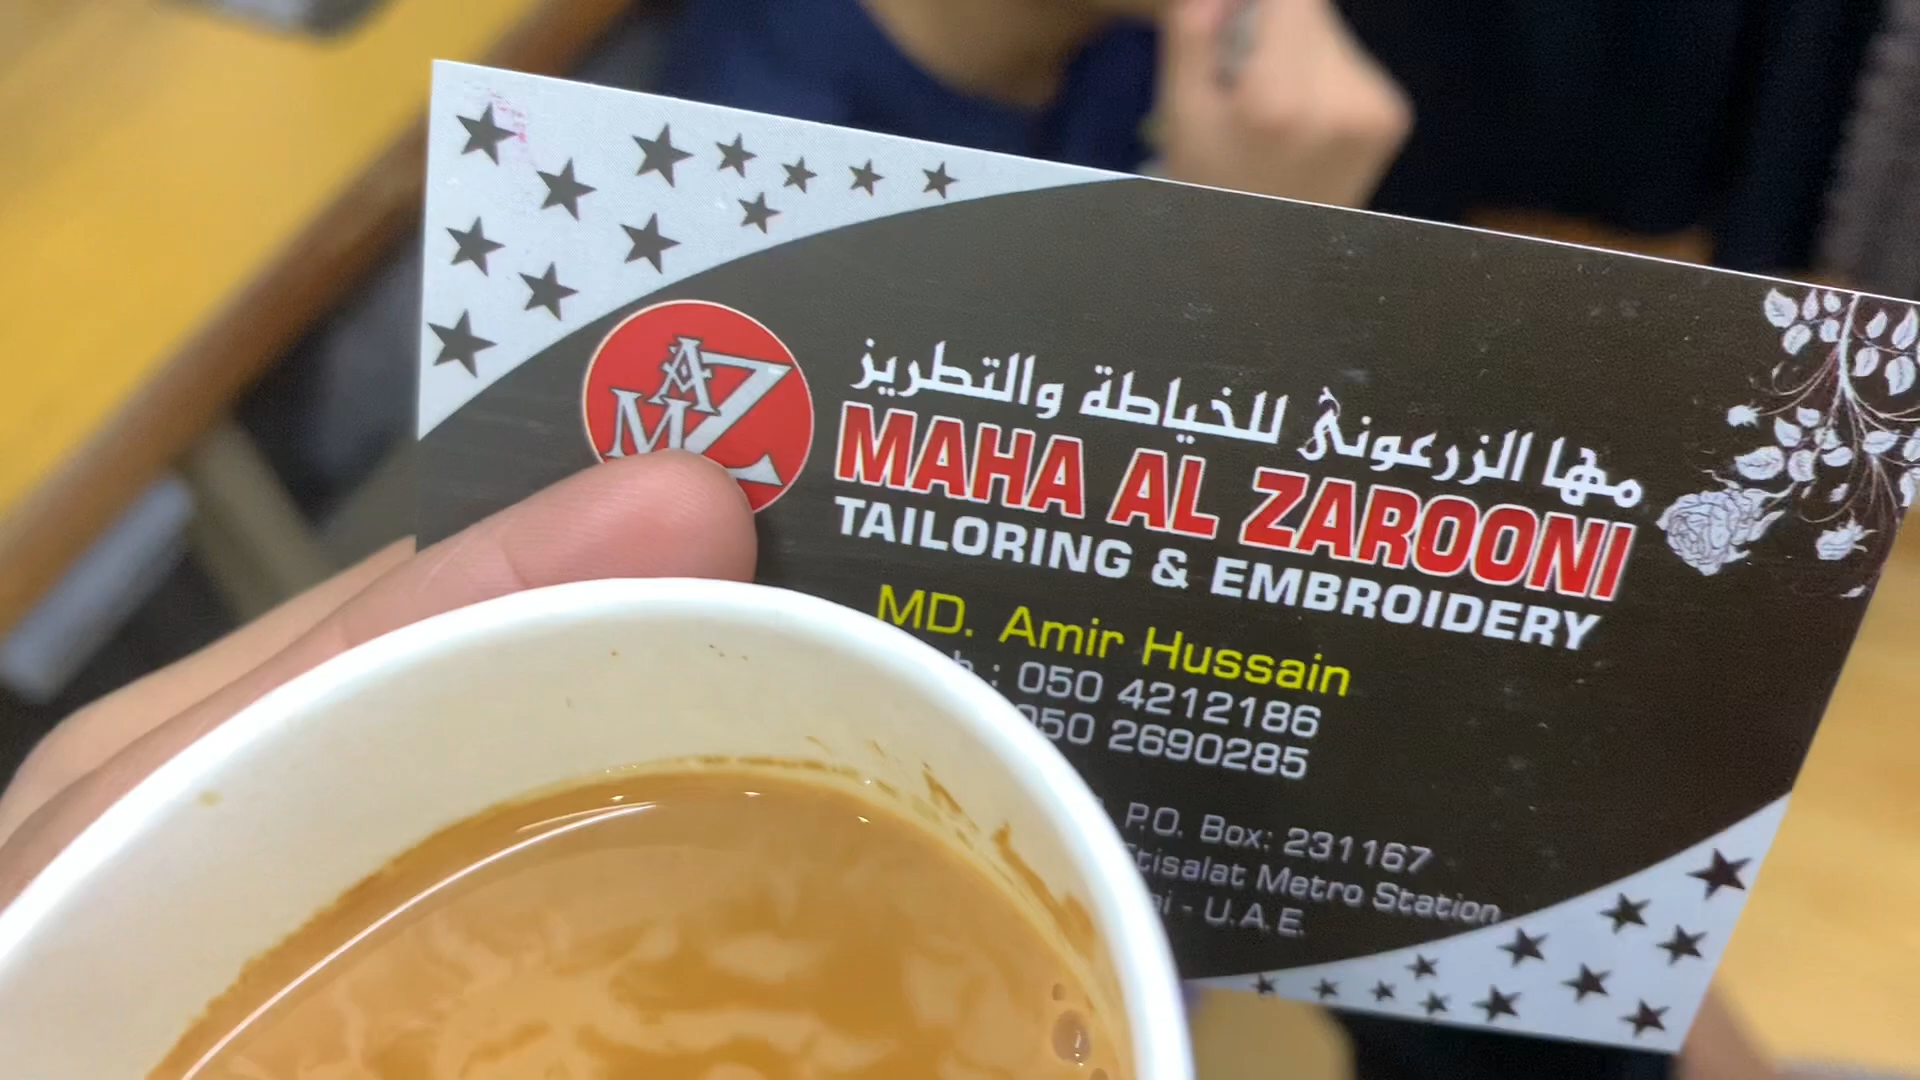 MAZ
مها الزرعوني للخياطة والتطريز
MAHA AL ZAROONI
TAILORING & EMBROIDERY
MD. Amir Hussain
: 050 4212186
050 2690285
P.O. Box: 231167
Etisalat Metro Station
- U.A.E.